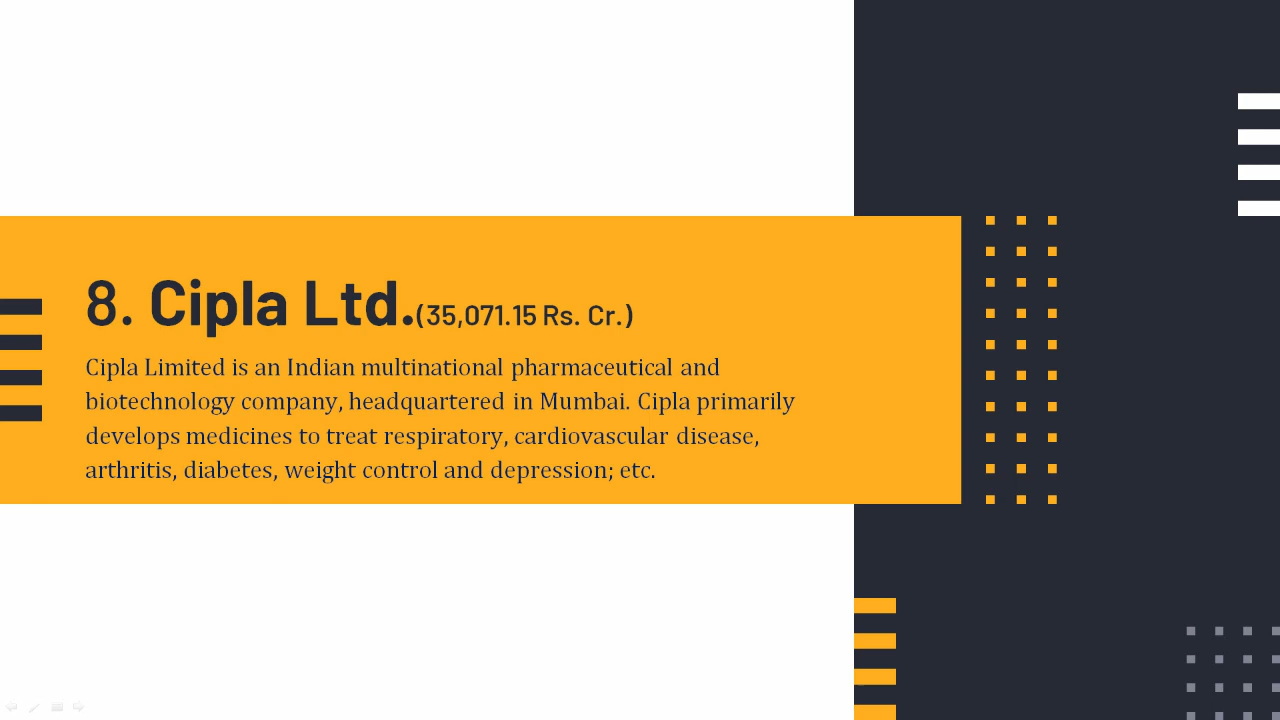 8. Cipla Ltd.(35,071.15 Rs. Cr.)
Cipla Limited is an Indian multinational pharmaceutical and
biotechnology company, headquartered in Mumbai. Cipla primarily
develops medicines to treat respiratory, cardiovascular disease,
arthritis, diabetes, weight control and depression; etc.